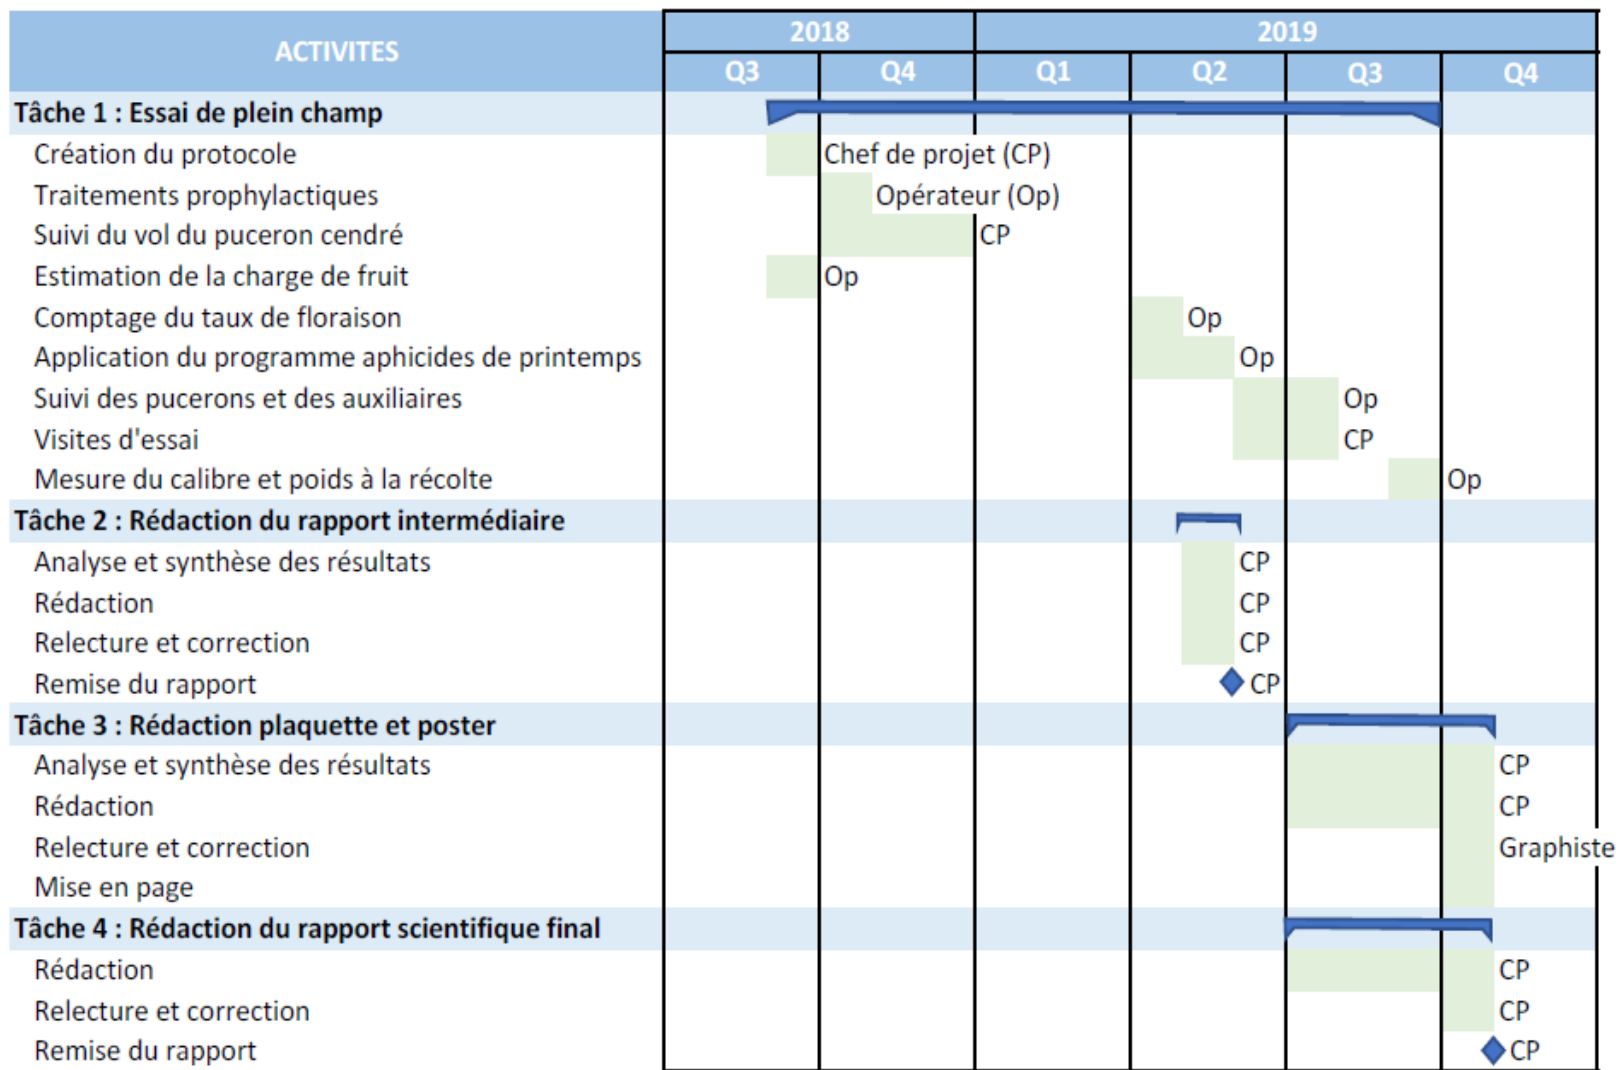 ACTIVITES 2018 2019
Q3 Q4 Q1 Q2 Q3 Q4
Tâche 1 : Essai de plein champ
Création du protocole Chef de projet (CP)
Traitements prophylactiques Opérateur (Op)
Suivi du vol du puceron cendré CP
Estimation de la charge de fruit Op
Comptage du taux de floraison Op
Application du programme aphicides de printemps Op
Suivi des pucerons et des auxiliaires Op
Visites d'essai CP
Mesure du calibre et poids à la récolte Op
Tâche 2 : Rédaction du rapport intermédiaire
Analyse et synthèse des résultats CP
Rédaction CP
Relecture et correction CP
Remise du rapport CP
Tâche 3 : Rédaction plaquette et poster
Analyse et synthèse des résultats CP
Rédaction CP
Relecture et correction Graphiste
Mise en page
Tâche 4 : Rédaction du rapport scientifique final
Rédaction CP
Relecture et correction CP
Remise du rapport CP